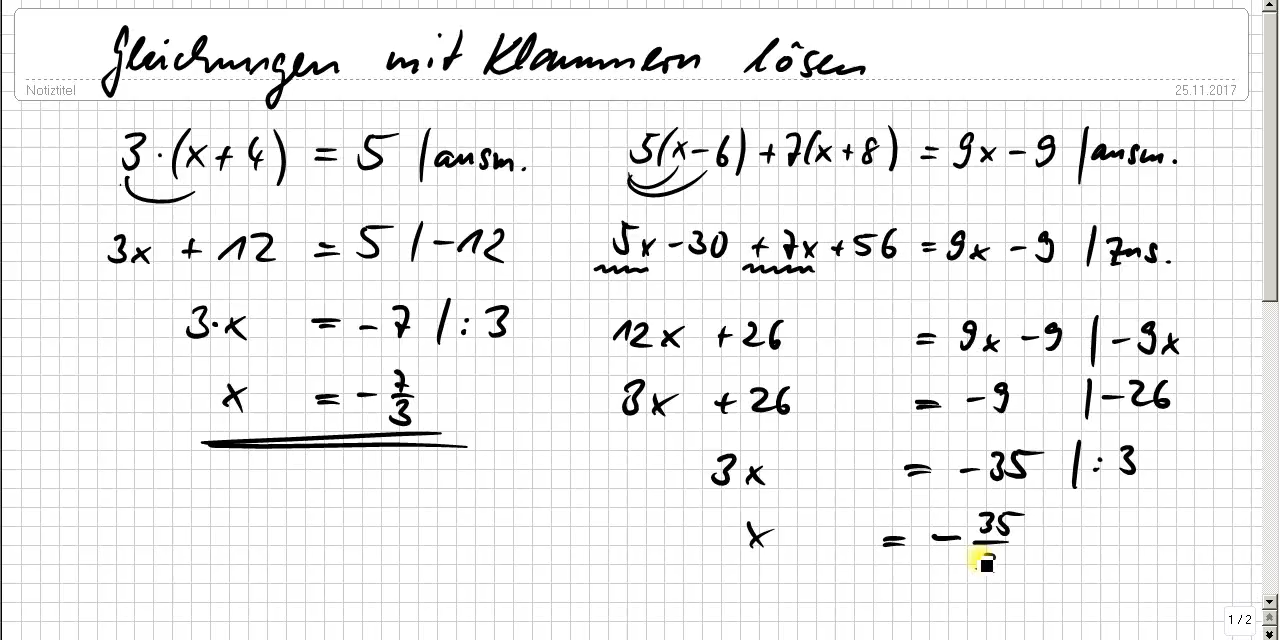 Gleichungen mit Klammern lösen
Notiztitel
25.11.2017
3·(x+4) = 5 | ausm.
3x + 12 = 5 | -12
3·x = -7 | : 3
x = -7/3
5(x-6)+7(x+8) = 9x-9 | ausm.
5x-30+7x+56 = 9x-9 | zus.
12x +26 = 9x-9 | -9x
3x +26 = -9 | -26
3x = -35 | : 3
x = -35/
1 / 2